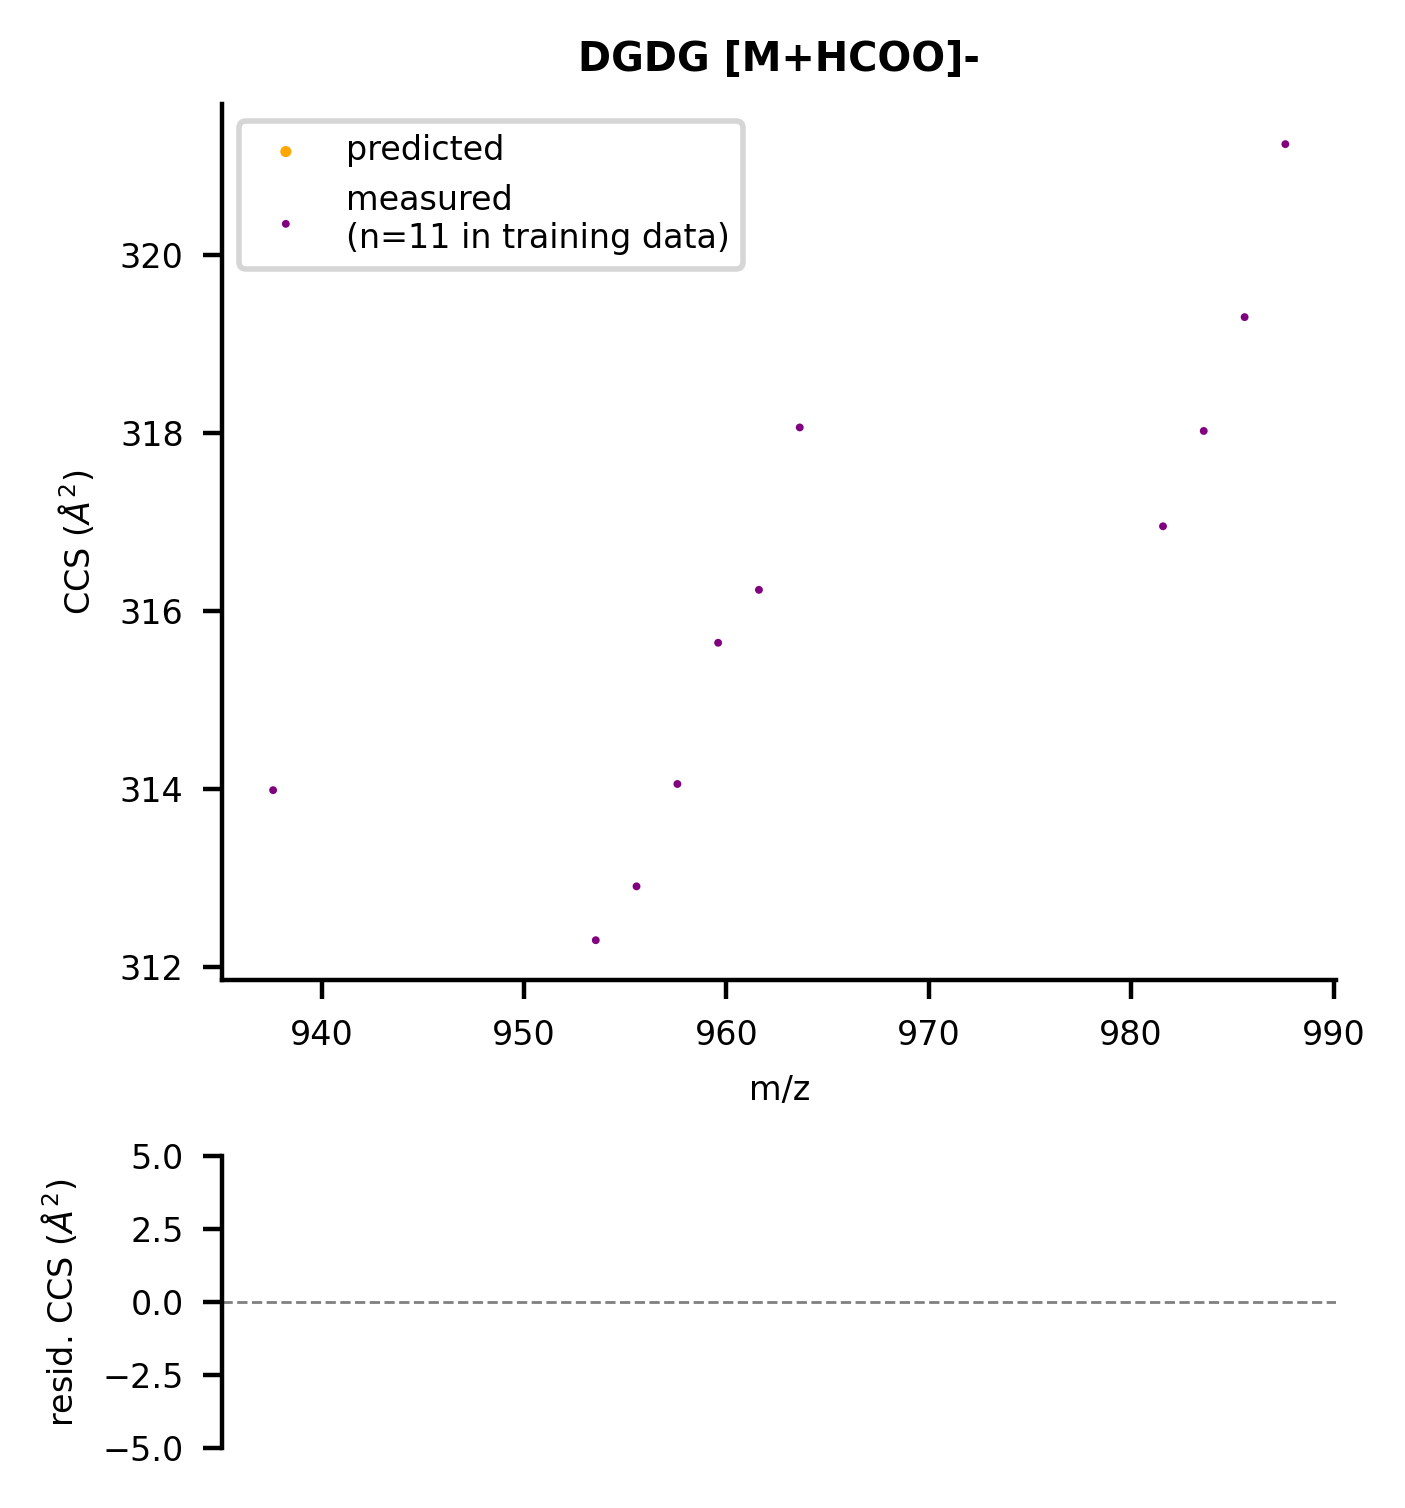 DGDG [M+HCOO]-
predicted
measured
(n=11 in training data)
320
318
316
314
312
CCS (Å²)
940 950 960 970 980 990
m/z
5.0
2.5
0.0
−2.5
−5.0
resid. CCS (Å²)